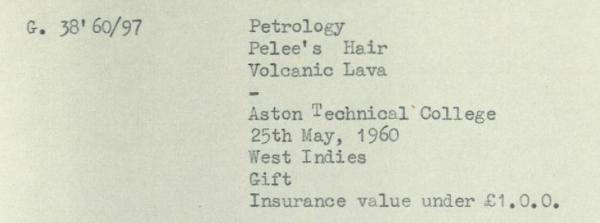 G. 38'60/97 Petrology
Pelee's Hair
Volcanic Lava
-
Aston Technical College
25th May, 1960
West Indies
Gift
Insurance value under £1.0.0.